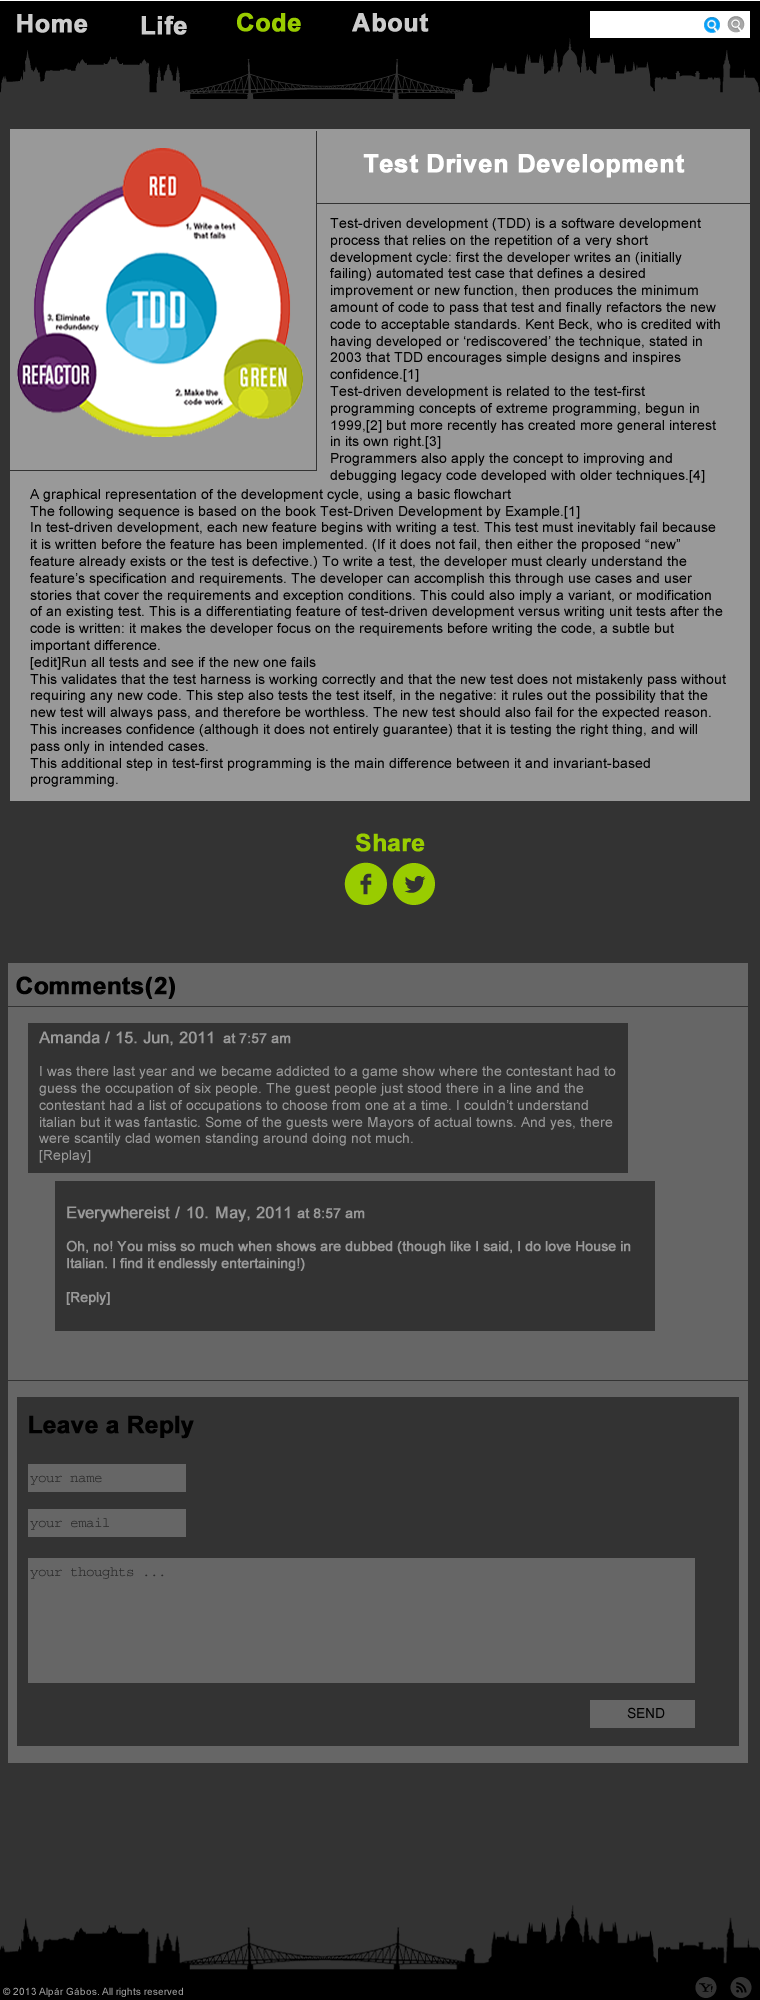 Home Life Code About
RED
1. Write a test
that fails
TDD
3. Eliminate
redundancy
REFACTOR
GREEN
2. Make the
code work
Test Driven Development
Test-driven development (TDD) is a software development
process that relies on the repetition of a very short
development cycle: first the developer writes an (initially
failing) automated test case that defines a desired
improvement or new function, then produces the minimum
amount of code to pass that test and finally refactors the new
code to acceptable standards. Kent Beck, who is credited with
having developed or ‘rediscovered’ the technique, stated in
2003 that TDD encourages simple designs and inspires
confidence.[1]
Test-driven development is related to the test-first
programming concepts of extreme programming, begun in
1999,[2] but more recently has created more general interest
in its own right.[3]
Programmers also apply the concept to improving and
debugging legacy code developed with older techniques.[4]
A graphical representation of the development cycle, using a basic flowchart
The following sequence is based on the book Test-Driven Development by Example.[1]
In test-driven development, each new feature begins with writing a test. This test must inevitably fail because
it is written before the feature has been implemented. (If it does not fail, then either the proposed “new”
feature already exists or the test is defective.) To write a test, the developer must clearly understand the
feature’s specification and requirements. The developer can accomplish this through use cases and user
stories that cover the requirements and exception conditions. This could also imply a variant, or modification
of an existing test. This is a differentiating feature of test-driven development versus writing unit tests after the
code is written: it makes the developer focus on the requirements before writing the code, a subtle but
important difference.
[edit]Run all tests and see if the new one fails
This validates that the test harness is working correctly and that the new test does not mistakenly pass without
requiring any new code. This step also tests the test itself, in the negative: it rules out the possibility that the
new test will always pass, and therefore be worthless. The new test should also fail for the expected reason.
This increases confidence (although it does not entirely guarantee) that it is testing the right thing, and will
pass only in intended cases.
This additional step in test-first programming is the main difference between it and invariant-based
programming.
Share
Comments(2)
Amanda / 15. Jun, 2011 at 7:57 am
I was there last year and we became addicted to a game show where the contestant had to
guess the occupation of six people. The guest people just stood there in a line and the
contestant had a list of occupations to choose from one at a time. I couldn’t understand
italian but it was fantastic. Some of the guests were Mayors of actual towns. And yes, there
were scantily clad women standing around doing not much.
[Replay]
Everywhereist / 10. May, 2011 at 8:57 am
Oh, no! You miss so much when shows are dubbed (though like I said, I do love House in
Italian. I find it endlessly entertaining!)
[Reply]
Leave a Reply
your name
your email
your thoughts ...
SEND
© 2013 Alpár Gábos. All rights reserved